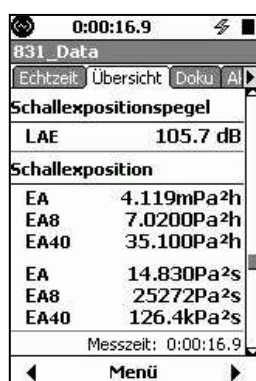 0:00:16.9
831_Data
Echtzeit Übersicht Doku Al
Schallexpositionspegel
LAE 105.7 dB
Schallexposition
EA 4.119mPa²h
EA8 7.0200Pa²h
EA40 35.100Pa²h
EA 14.830Pa²s
EA8 25272Pa²s
EA40 126.4kPa²s
Messzeit: 0:00:16.9
Menü